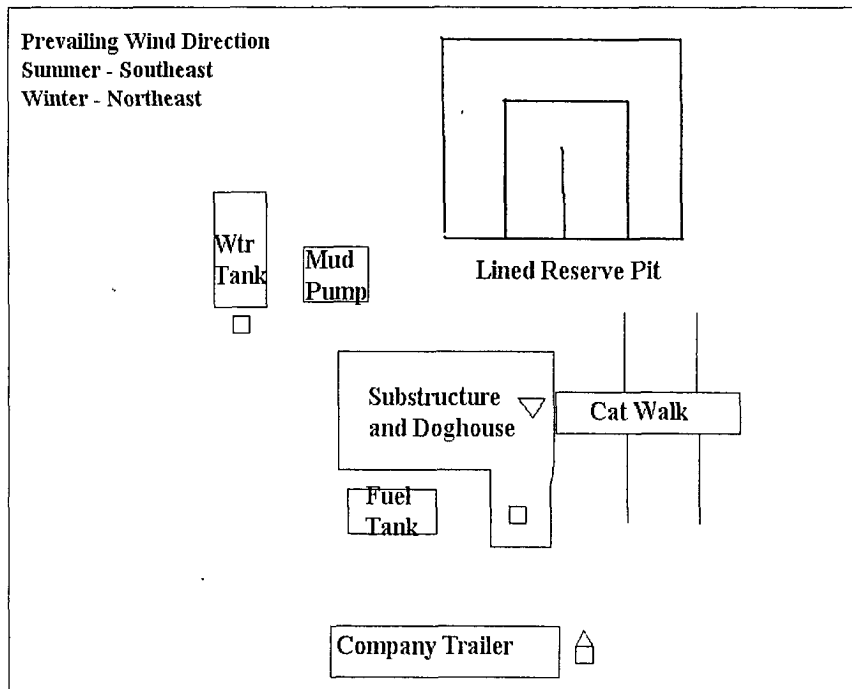 Prevailing Wind Direction
Summer - Southeast
Winter - Northeast
Wtr
Tank
Mud
Pump
Lined Reserve Pit
Substructure
and Doghouse
Cat Walk
Fuel
Tank
Company Trailer